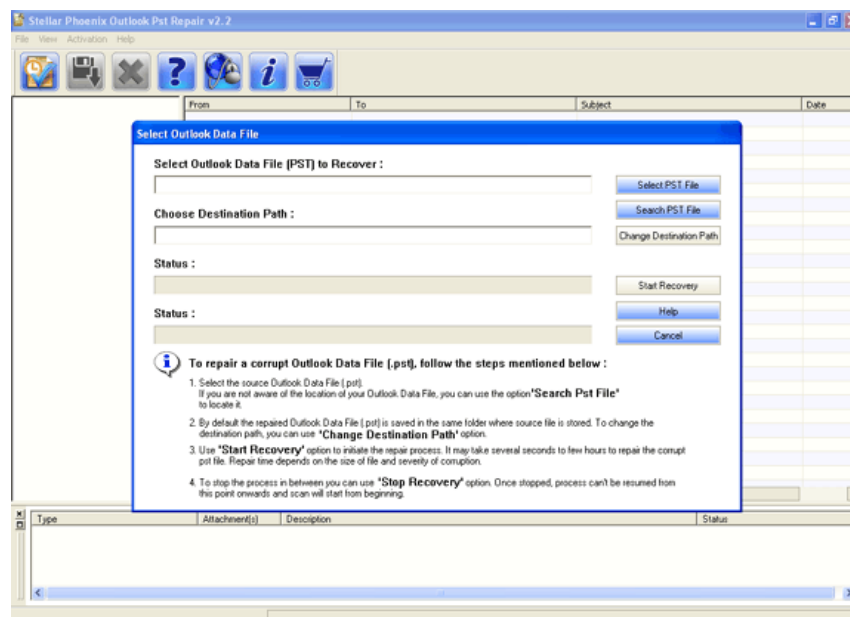 Stellar Phoenix Outlook Pst Repair v2.2
File View Activation Help
From To Subject Date
Select Outlook Data File
Select Outlook Data File (PST) to Recover :
Select PST File
Search PST File
Choose Destination Path :
Change Destination Path
Status :
Start Recovery
Status :
Help
Cancel
To repair a corrupt Outlook Data File (.pst), follow the steps mentioned below :
1. Select the source Outlook Data File (.pst).
If you are not aware of the location of your Outlook Data File, you can use the option"Search Pst File"
to locate it.
2. By default the repaired Outlook Data File (.pst) is saved in the same folder where source file is stored. To change the
destination path, you can use "Change Destination Path" option.
3. Use "Start Recovery" option to initiate the repair process. It may take several seconds to few hours to repair the corrupt
pst file. Repair time depends on the size of file and severity of corruption.
4. To stop the process in between you can use "Stop Recovery" option. Once stopped, process can't be resumed from
this point onwards and scan will start from beginning.
Type Attachment(s) Description Status